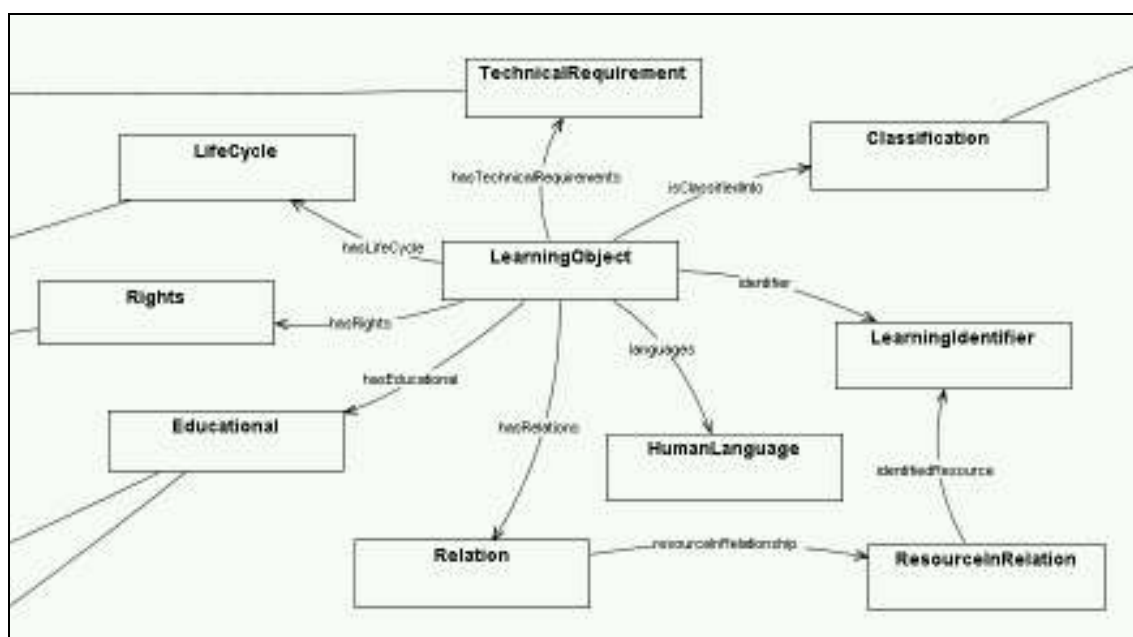 TechnicalRequirement
Classification
LifeCycle
hasTechnicalRequirements
isClassifiedInto
hasLifeCycle
LearningObject
Rights
identifier
hasRights
LearningIdentifier
languages
hasEducational
Educational
hasRelations
HumanLanguage
identifiedResource
resourceInRelationship
Relation
ResourceInRelation